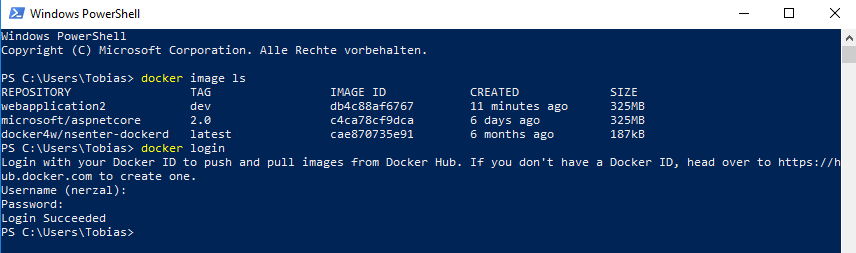 Windows PowerShell
Windows PowerShell
Copyright (C) Microsoft Corporation. Alle Rechte vorbehalten.
PS C:\Users\Tobias> docker image ls
REPOSITORY TAG IMAGE ID CREATED SIZE
webapplication2 dev db4c88af6767 11 minutes ago 325MB
microsoft/aspnetcore 2.0 c4ca78cf9dca 6 days ago 325MB
docker4w/nsenter-dockerd latest cae870735e91 6 months ago 187kB
PS C:\Users\Tobias> docker login
Login with your Docker ID to push and pull images from Docker Hub. If you don't have a Docker ID, head over to https://h
ub.docker.com to create one.
Username (nerzal):
Password:
Login Succeeded
PS C:\Users\Tobias>